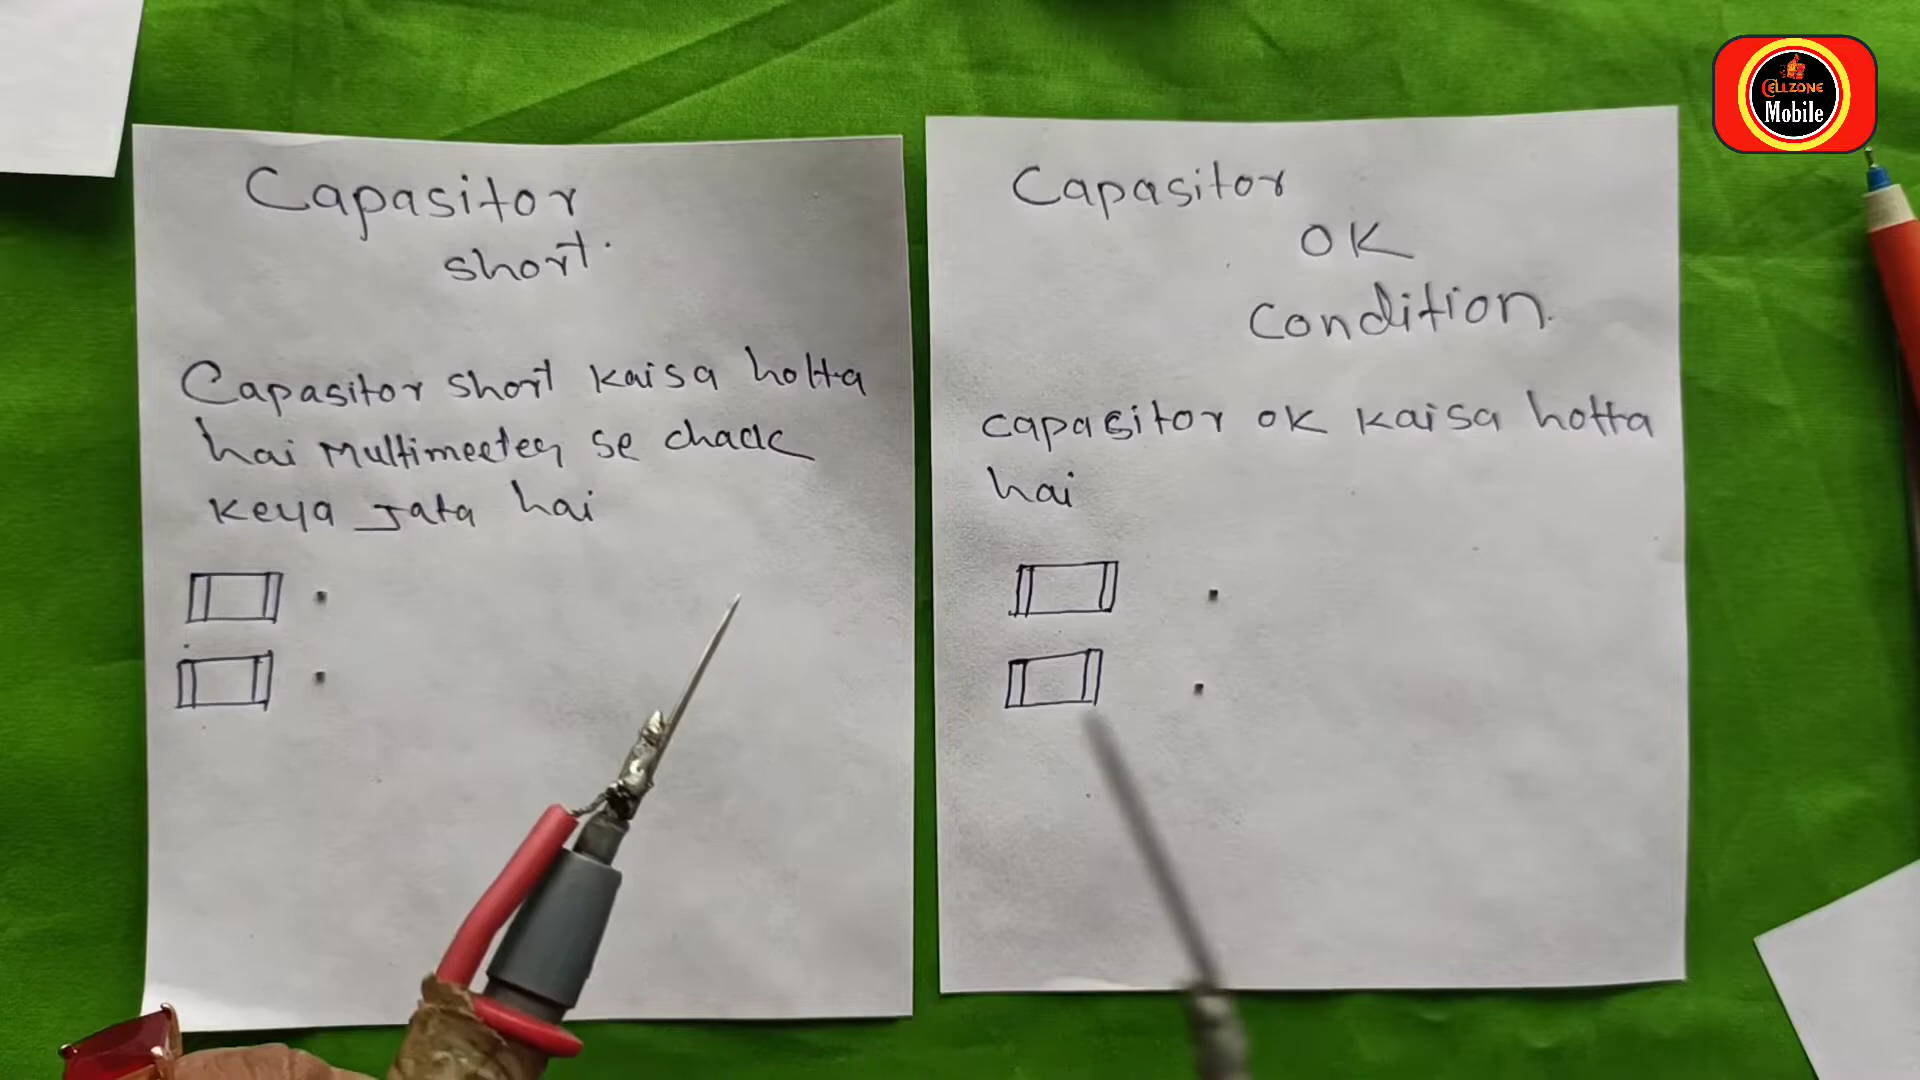 Capasitor
short.
Capasitor short kaisa hotta
hai Multimeeter se chack
keya Jata hai
Capasitor
OK
Condition.
capasitor ok kaisa hotta
hai
CELLZONE
Mobile